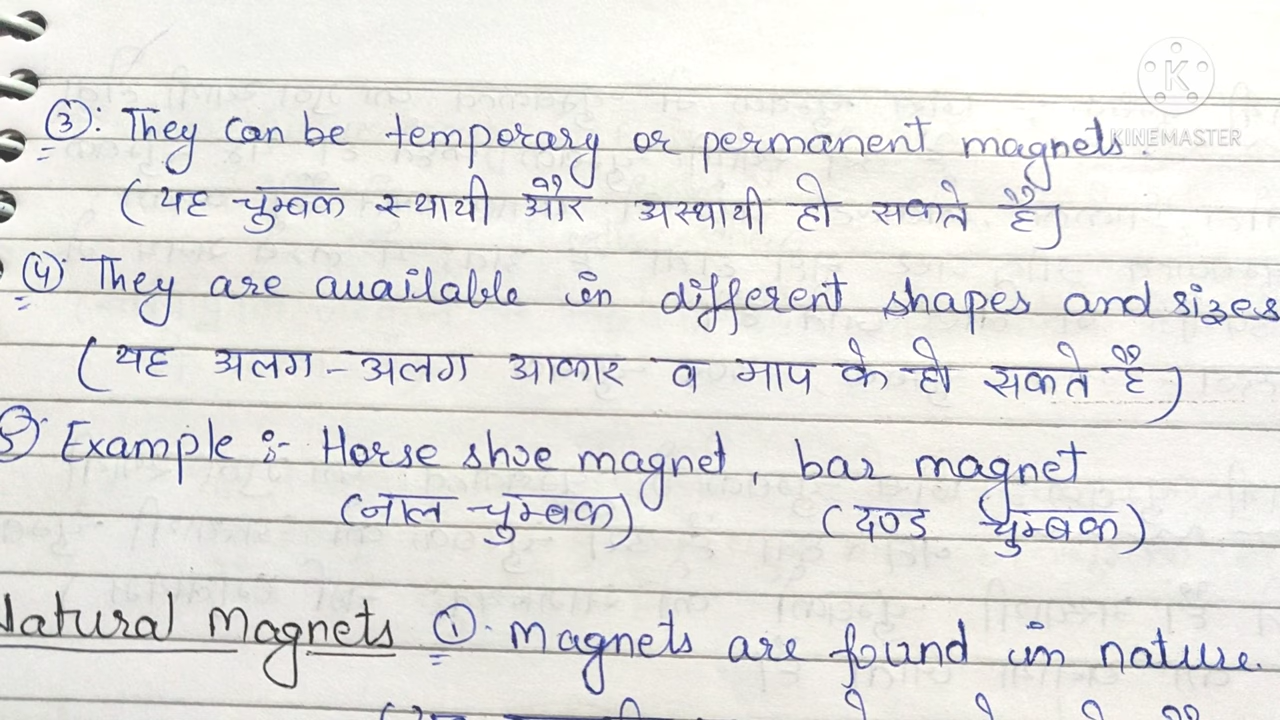 ③: They can be temporary or permanent magnets.
KINEMASTER
(यह चुम्बक स्थायी और अस्थायी हो सकते हैं)
④ They are available in different shapes and sizes
(यह अलग-अलग आकार व माप के हो सकते हैं)
⑤ Example :- Horse shoe magnet, bar magnet
(नाल चुम्बक) (दण्ड चुम्बक)
Natural Magnets ①. Magnets are found in nature.